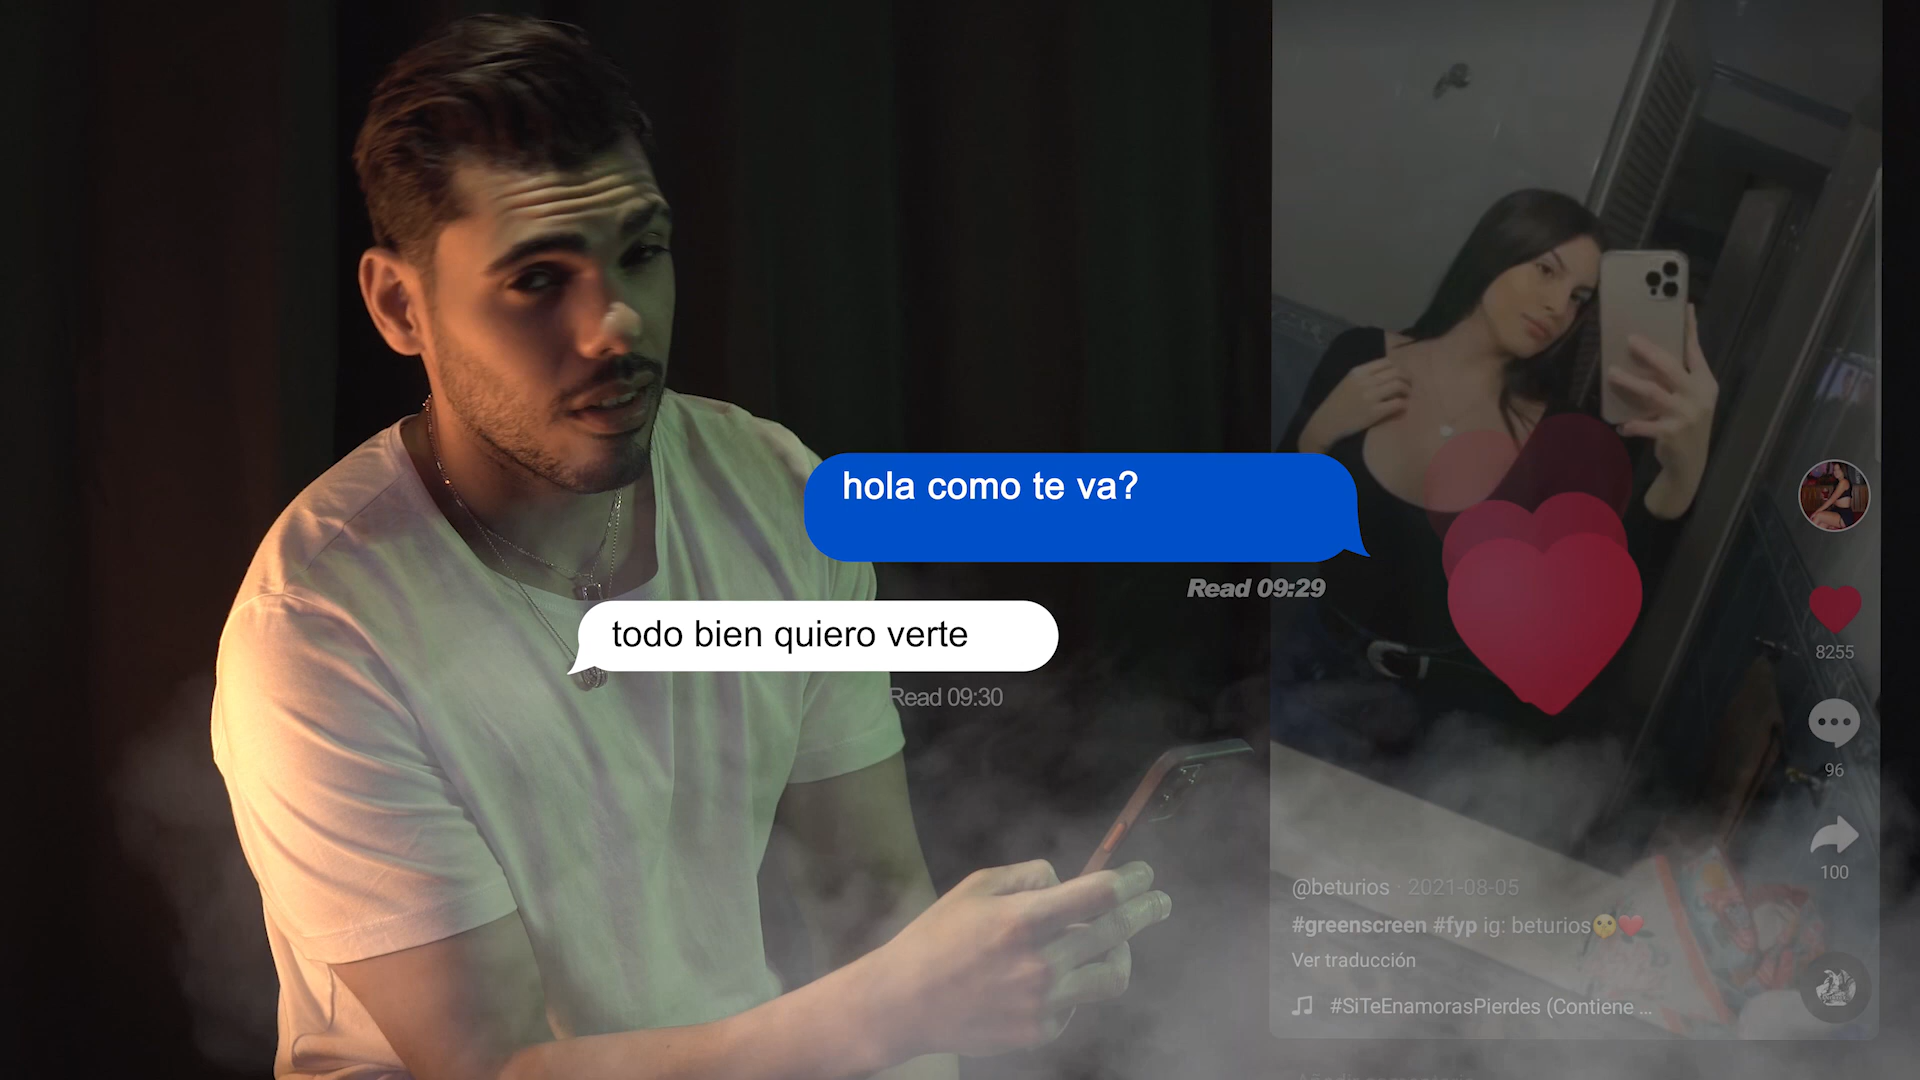 hola como te va?
Read 09:29
todo bien quiero verte
Read 09:30
8255
96
100
@beturios · 2021-08-05
#greenscreen #fyp ig: beturios🤫❤️
Ver traducción
#SiTeEnamorasPierdes (Contiene ...